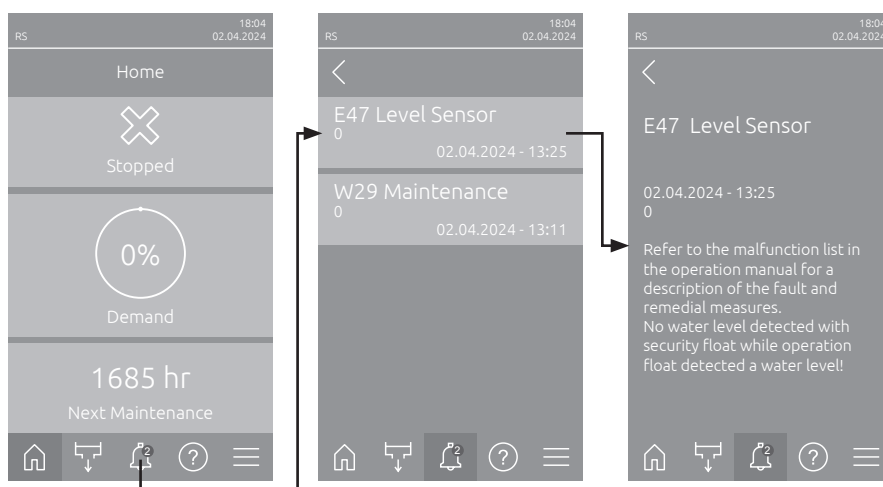 18:04
RS 02.04.2024
Home
Stopped
0%
Demand
1685 hr
Next Maintenance
2
?
18:04
RS 02.04.2024
E47 Level Sensor
0
02.04.2024 - 13:25
W29 Maintenance
0
02.04.2024 - 13:11
2
?
18:04
RS 02.04.2024
E47 Level Sensor
02.04.2024 - 13:25
0
Refer to the malfunction list in
the operation manual for a
description of the fault and
remedial measures.
No water level detected with
security float while operation
float detected a water level!
2
?